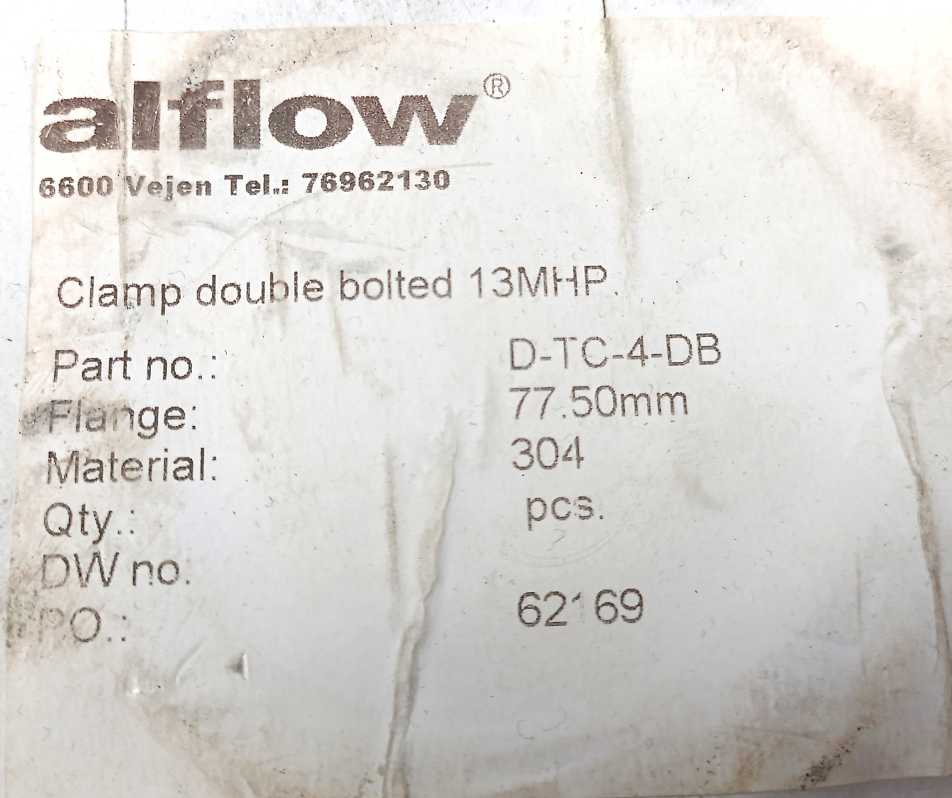 alflow®
6600 Vejen Tel.: 76962130
Clamp double bolted 13MHP.
Part no.: D-TC-4-DB
Flange: 77.50mm
Material: 304
Qty.: pcs.
DW no.
PO.: 62169